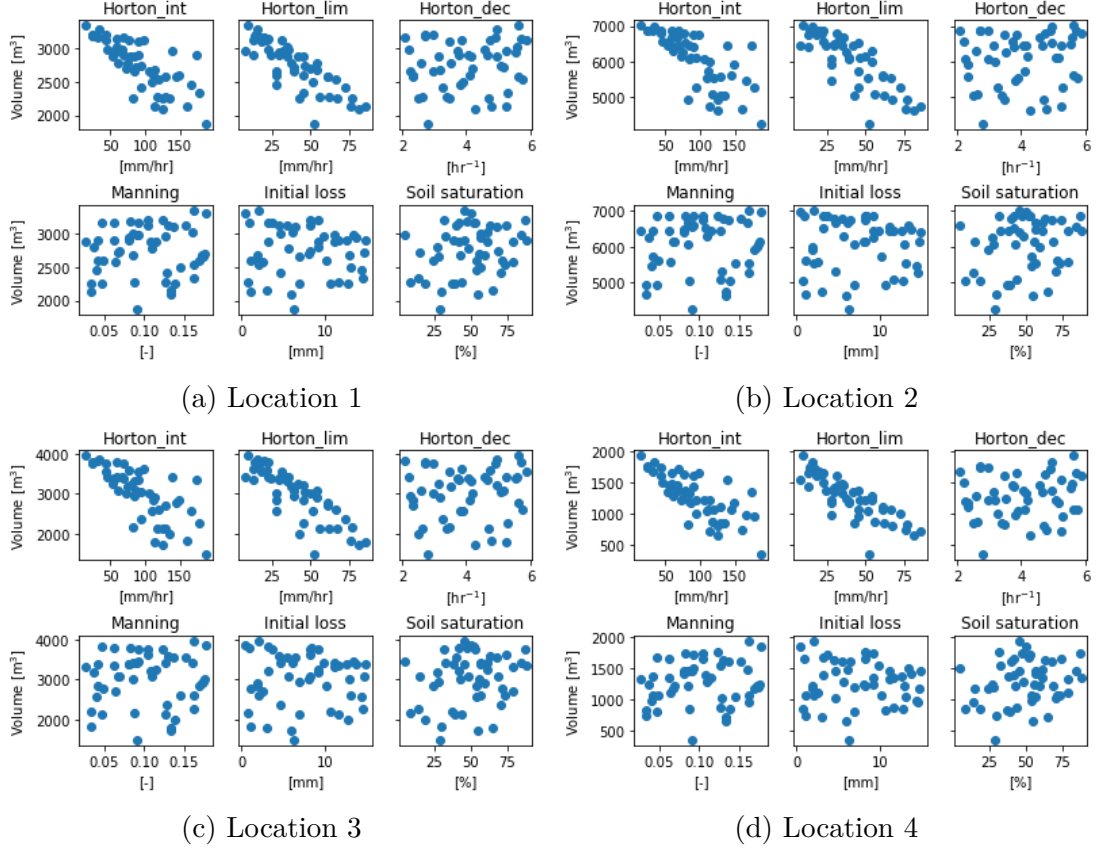 Horton_int Horton_lim Horton_dec
Volume [m³]
3000
2500
2000
50 100 150 25 50 75 2 4 6
[mm/hr] [mm/hr] [hr⁻¹]
Manning Initial loss Soil saturation
Volume [m³]
3000
2500
2000
0.05 0.10 0.15 0 10 25 50 75
[-] [mm] [%]
(a) Location 1
Horton_int Horton_lim Horton_dec
Volume [m³]
7000
6000
5000
50 100 150 25 50 75 2 4 6
[mm/hr] [mm/hr] [hr⁻¹]
Manning Initial loss Soil saturation
Volume [m³]
7000
6000
5000
0.05 0.10 0.15 0 10 25 50 75
[-] [mm] [%]
(b) Location 2
Horton_int Horton_lim Horton_dec
Volume [m³]
4000
3000
2000
50 100 150 25 50 75 2 4 6
[mm/hr] [mm/hr] [hr⁻¹]
Manning Initial loss Soil saturation
Volume [m³]
4000
3000
2000
0.05 0.10 0.15 0 10 25 50 75
[-] [mm] [%]
(c) Location 3
Horton_int Horton_lim Horton_dec
Volume [m³]
2000
1500
1000
500
50 100 150 25 50 75 2 4 6
[mm/hr] [mm/hr] [hr⁻¹]
Manning Initial loss Soil saturation
Volume [m³]
2000
1500
1000
500
0.05 0.10 0.15 0 10 25 50 75
[-] [mm] [%]
(d) Location 4